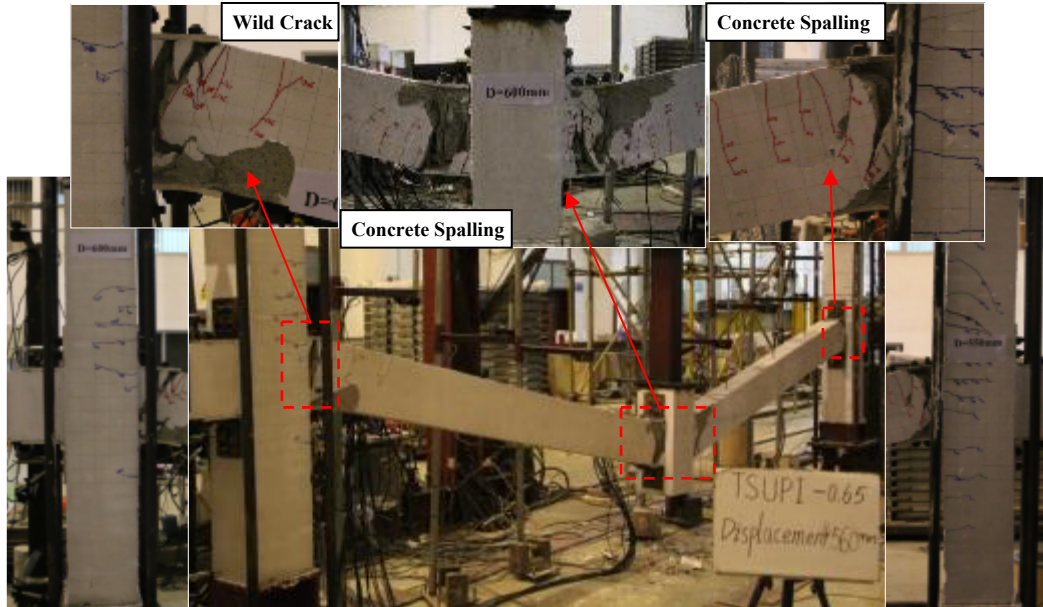 Wild Crack
Concrete Spalling
D=600mm
Concrete Spalling
D=600mm
D=550mm
TSUPI -0.65
Displacement:560mm